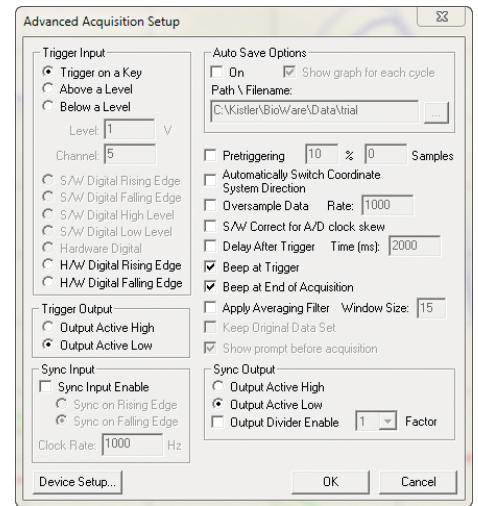 Advanced Acquisition Setup
Trigger Input
Trigger on a Key
Above a Level
Below a Level
Level: 1 V
Channel: 5
S/W Digital Rising Edge
S/W Digital Falling Edge
S/W Digital High Level
S/W Digital Low Level
Hardware Digital
H/W Digital Rising Edge
H/W Digital Falling Edge
Trigger Output
Output Active High
Output Active Low
Sync Input
Sync Input Enable
Sync on Rising Edge
Sync on Falling Edge
Clock Rate: 1000 Hz
Device Setup...
Auto Save Options
On Show graph for each cycle
Path \ Filename:
C:\Kistler\BioWare\Data\trial ...
Pretriggering 10 % 0 Samples
Automatically Switch Coordinate
System Direction
Oversample Data Rate: 1000
S/W Correct for A/D clock skew
Delay After Trigger Time (ms): 2000
Beep at Trigger
Beep at End of Acquisition
Apply Averaging Filter Window Size: 15
Keep Original Data Set
Show prompt before acquisition
Sync Output
Output Active High
Output Active Low
Output Divider Enable 1 Factor
OK Cancel